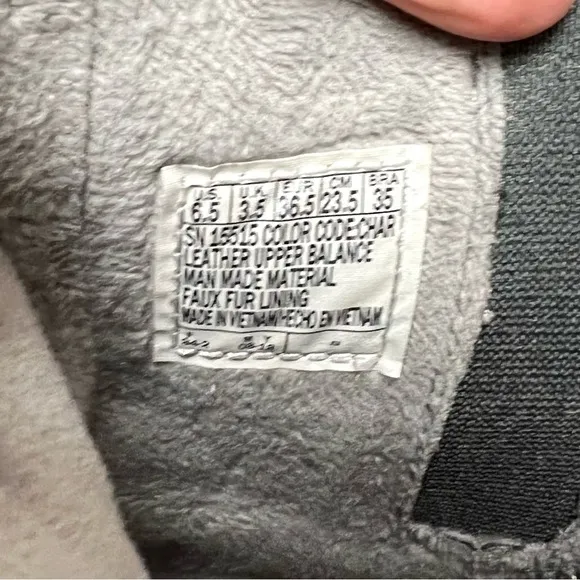 U.S. U.K. EUR CM BRA
6.5 3.5 36.5 23.5 35
SN 16515 COLOR CODE:CHAR
LEATHER UPPER BALANCE
MAN MADE MATERIAL
FAUX FUR LINING
MADE IN VIETNAM/HECHO EN VIETNAM